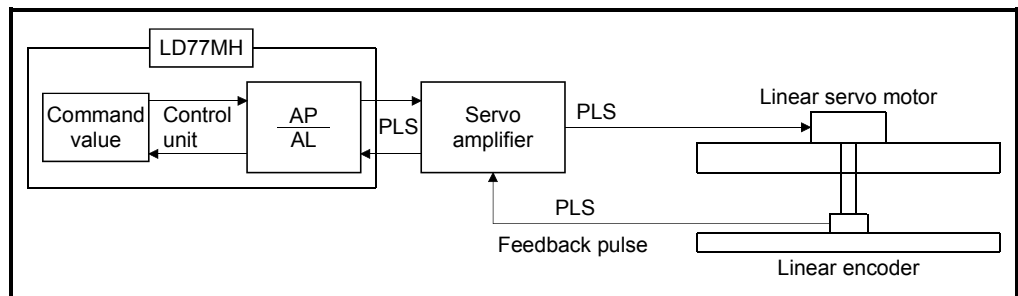 LD77MH
Command
value
Control
unit
AP
AL
PLS
Servo
amplifier
PLS
Linear servo motor
PLS
Feedback pulse
Linear encoder